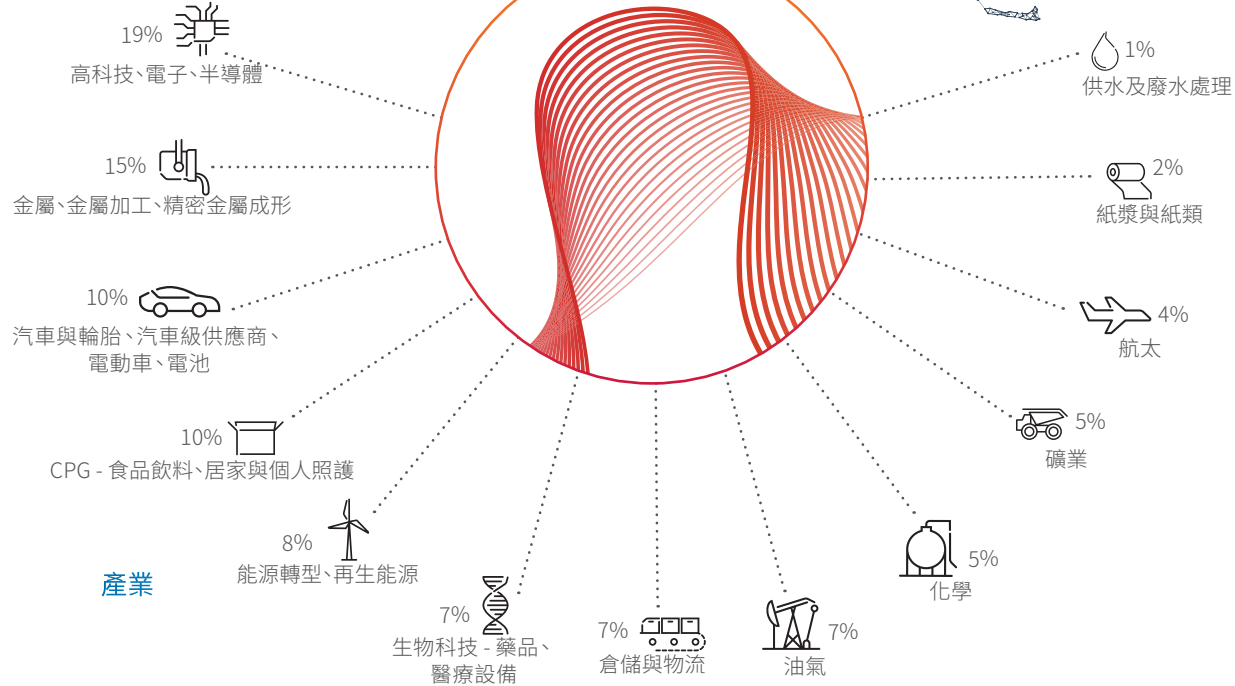 19%
高科技、電子、半導體
15%
金屬、金屬加工、精密金屬成形
10%
汽車與輪胎、汽車級供應商、
電動車、電池
10%
CPG - 食品飲料、居家與個人照護
8%
能源轉型、再生能源
產業
7%
生物科技 - 藥品、
醫療設備
7%
倉儲與物流
7%
油氣
5%
化學
5%
礦業
4%
航太
2%
紙漿與紙類
1%
供水及廢水處理